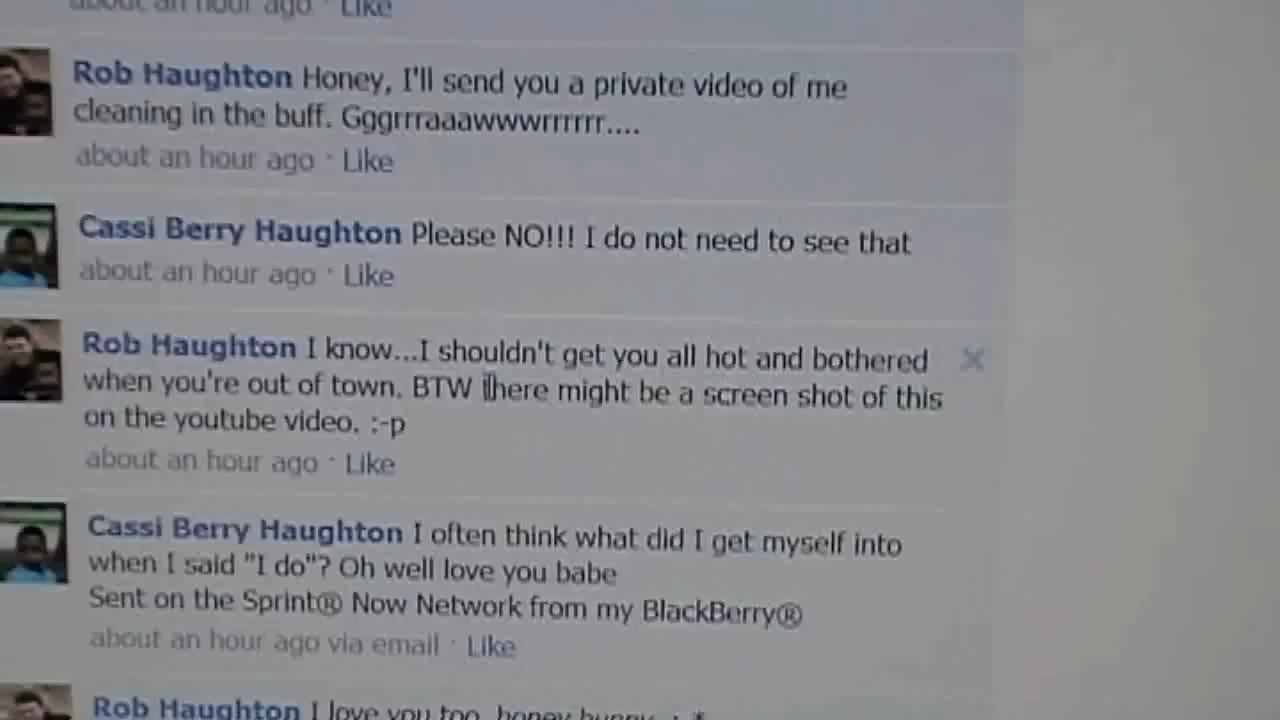 about an hour ago · Like
Rob Haughton Honey, I'll send you a private video of me
cleaning in the buff. Gggrrraaawwwrrrrrr....
about an hour ago · Like
Cassi Berry Haughton Please NO!!! I do not need to see that
about an hour ago · Like
Rob Haughton I know...I shouldn't get you all hot and bothered
when you're out of town. BTW there might be a screen shot of this
on the youtube video. :-p
about an hour ago · Like
Cassi Berry Haughton I often think what did I get myself into
when I said "I do"? Oh well love you babe
Sent on the Sprint® Now Network from my BlackBerry®
about an hour ago via email · Like
Rob Haughton I love you too, honey bunny. : *